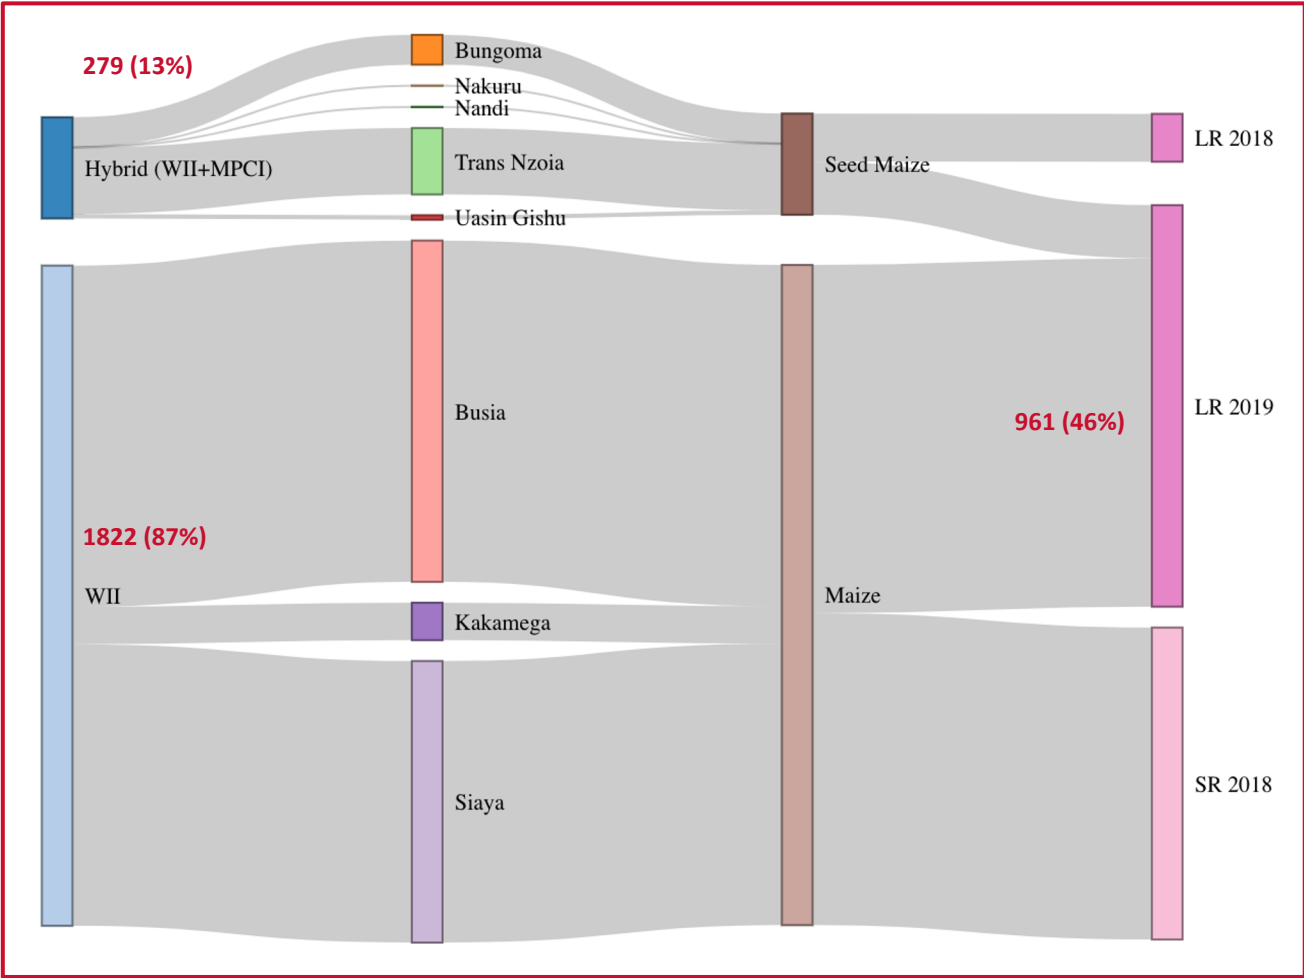 279 (13%)
Hybrid (WII+MPCI)
1822 (87%)
WII
Bungoma
Nakuru
Nandi
Trans Nzoia
Uasin Gishu
Busia
Kakamega
Siaya
Seed Maize
Maize
961 (46%)
LR 2018
LR 2019
SR 2018